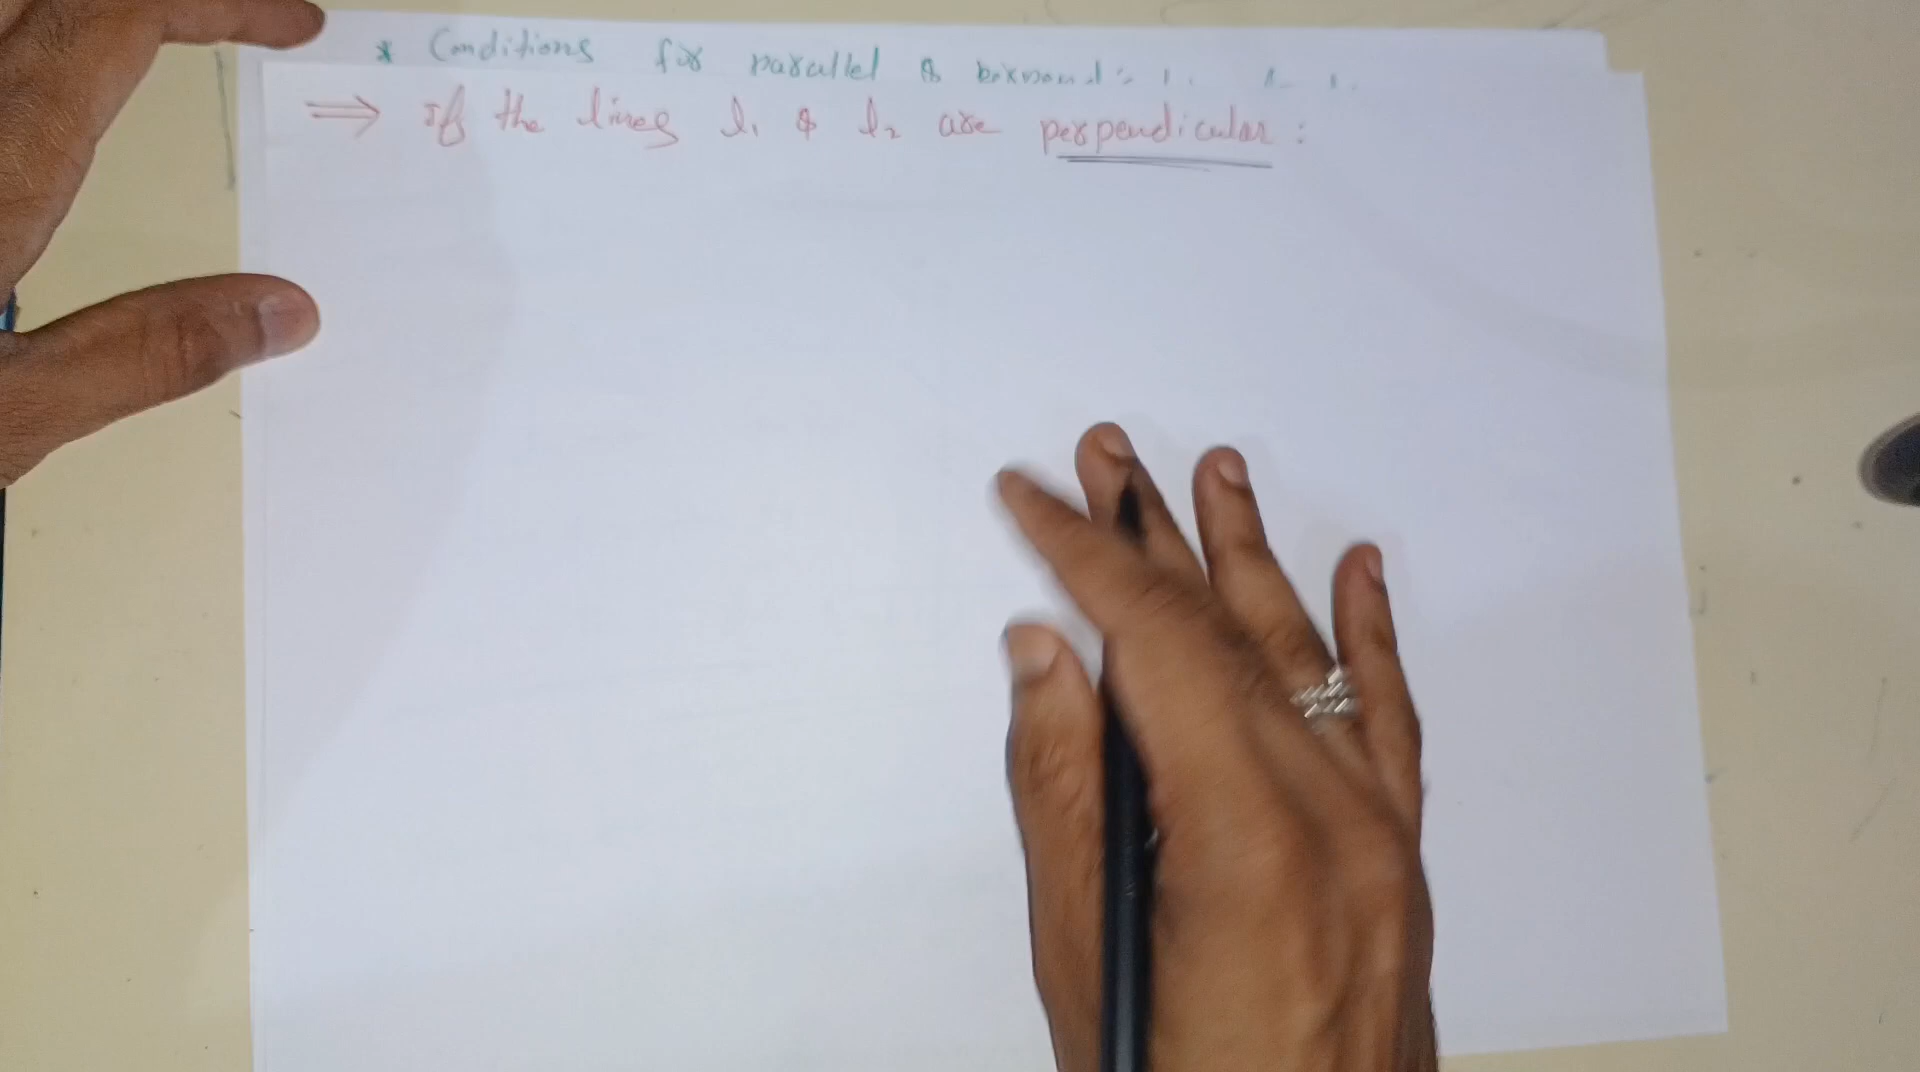 * Conditions for parallel &
⇒ If the lines l₁ & l₂ are perpendicular :